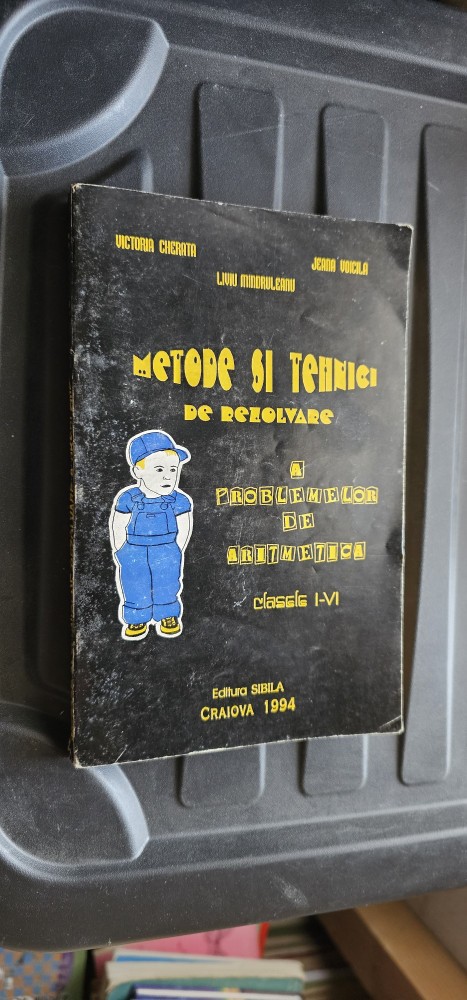 VICTORIA CHERATA
JEANA VOICILA
LIVIU MINDRULEANU
METODE SI TEHNICI
DE REZOLVARE
A
PROBLEMELOR
DE
ARITMETICA
clasele I-VI
Editura SIBILA
CRAIOVA 1994